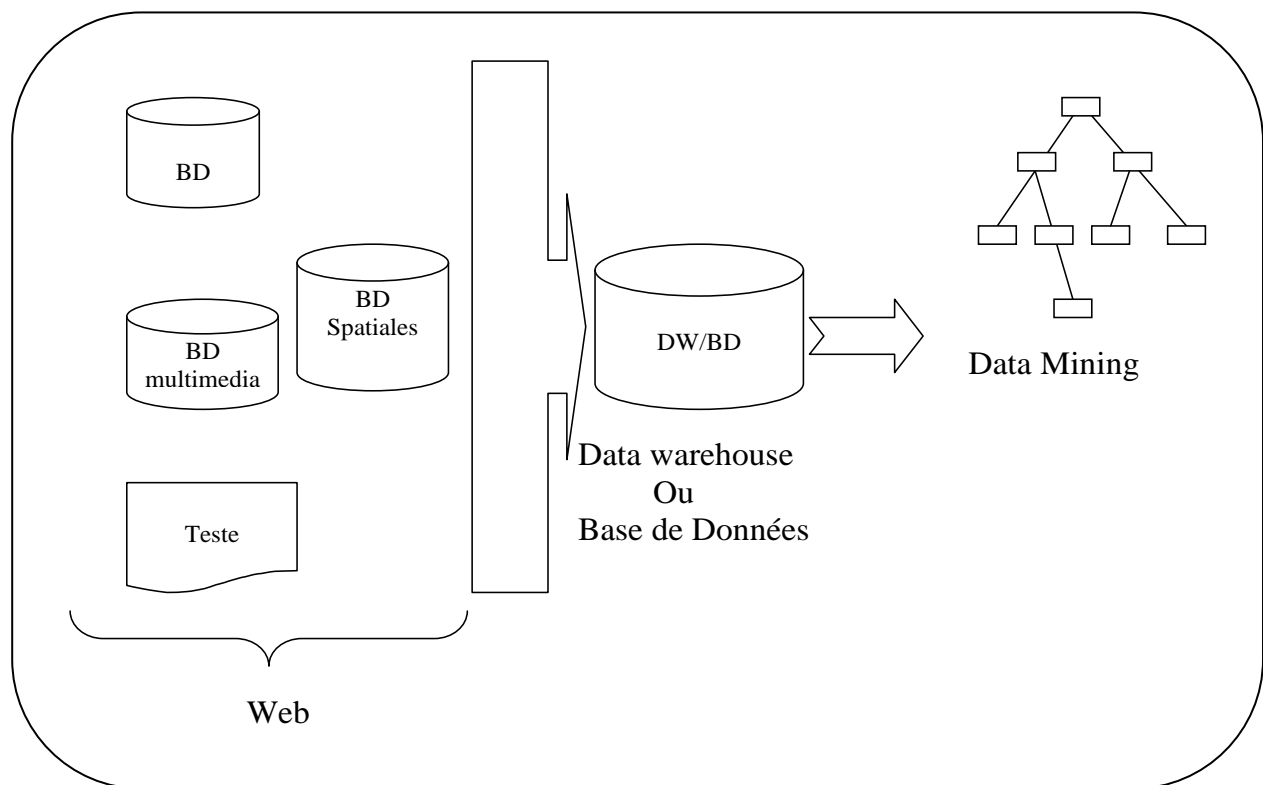 BD
BD
Spatiales
BD
multimedia
Teste
Web
DW/BD
Data warehouse
Ou
Base de Données
Data Mining